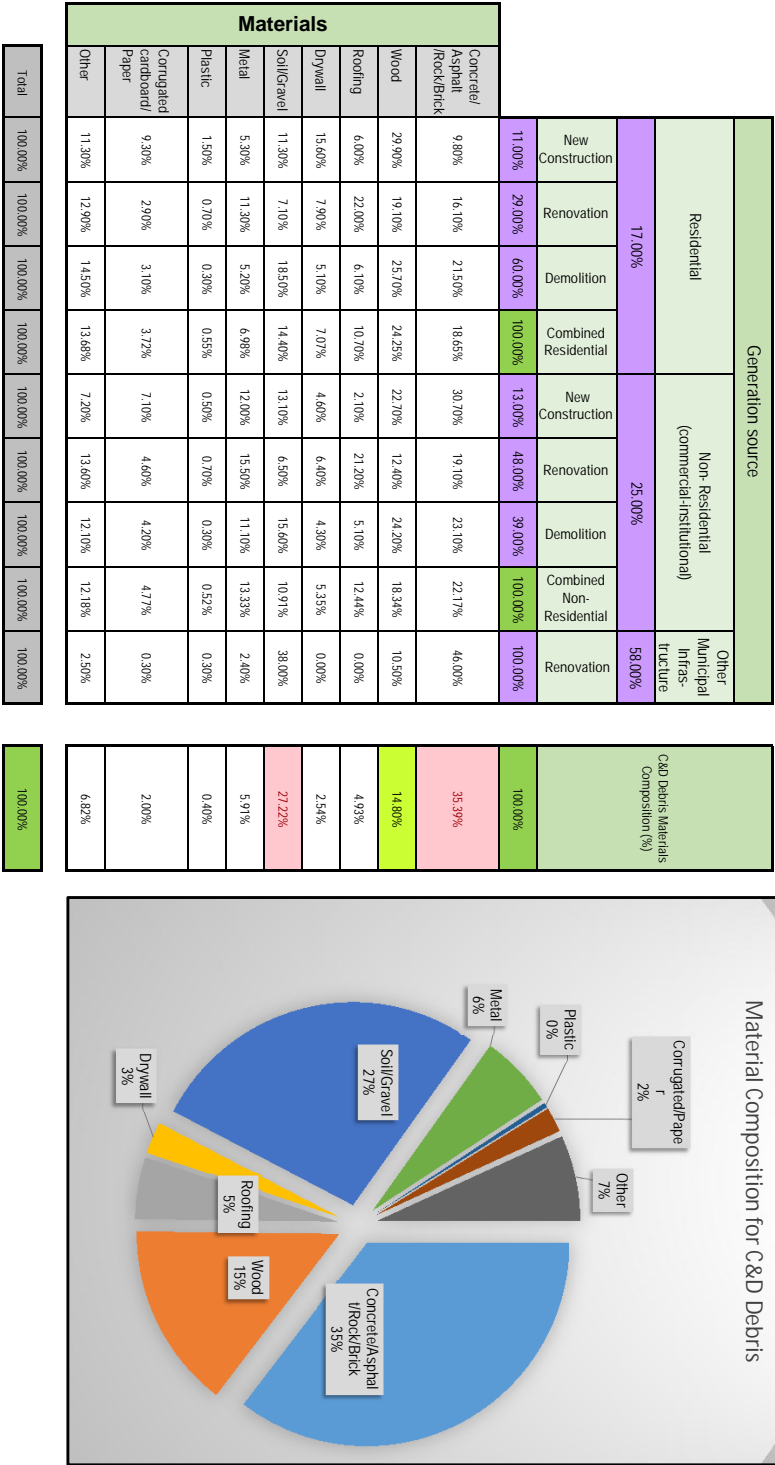 Generation source
Residential
Non- Residential
(commercial-institutional)
Other
Municipal
Infras-
tructure
C&D Debris Materials
Composition (%)
17.00%
25.00%
58.00%
New
Construction
Renovation
Demolition
Combined
Residential
New
Construction
Renovation
Demolition
Combined
Non-
Residential
Renovation
11.00% 29.00% 60.00% 100.00% 13.00% 48.00% 39.00% 100.00% 100.00% 100.00%
Materials
Concrete/
Asphalt
/Rock/Brick
9.80% 16.10% 21.50% 18.65% 30.70% 19.10% 23.10% 22.17% 46.00% 35.39%
Wood 29.90% 19.10% 25.70% 24.25% 22.70% 12.40% 24.20% 18.34% 10.50% 14.80%
Roofing 6.00% 22.00% 6.10% 10.70% 2.10% 21.20% 5.10% 12.44% 0.00% 4.93%
Drywall 15.60% 7.90% 5.10% 7.07% 4.60% 6.40% 4.30% 5.35% 0.00% 2.54%
Soil/Gravel 11.30% 7.10% 18.50% 14.40% 13.10% 6.50% 15.60% 10.91% 38.00% 27.22%
Metal 5.30% 11.30% 5.20% 6.98% 12.00% 15.50% 11.10% 13.33% 2.40% 5.91%
Plastic 1.50% 0.70% 0.30% 0.55% 0.50% 0.70% 0.30% 0.52% 0.30% 0.40%
Corrugated
cardboard/
Paper
9.30% 2.90% 3.10% 3.72% 7.10% 4.60% 4.20% 4.77% 0.30% 2.00%
Other 11.30% 12.90% 14.50% 13.68% 7.20% 13.60% 12.10% 12.18% 2.50% 6.82%
Total 100.00% 100.00% 100.00% 100.00% 100.00% 100.00% 100.00% 100.00% 100.00% 100.00%
Material Composition for C&D Debris
Concrete/Asphal
t/Rock/Brick
35%
Wood
15%
Roofing
5%
Drywall
3%
Soil/Gravel
27%
Metal
6%
Plastic
0%
Corrugated/Pape
r
2%
Other
7%